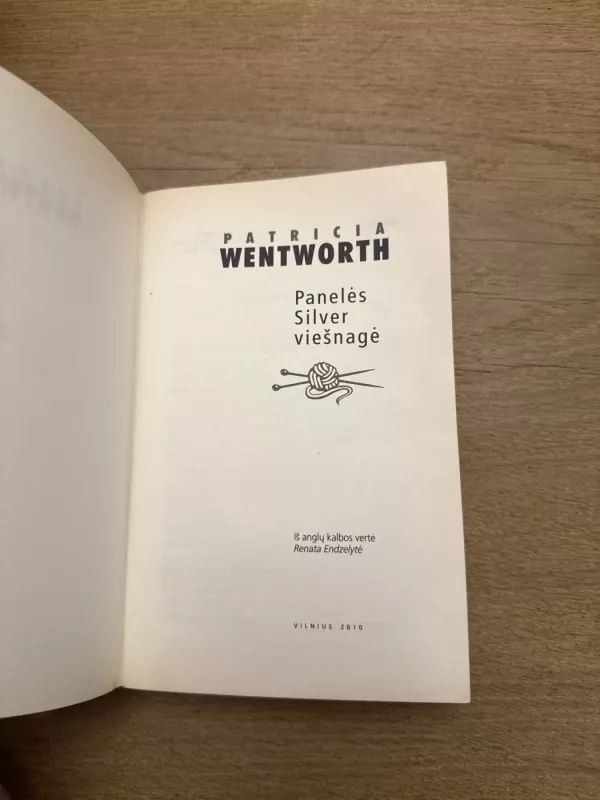 PATRICIA
WENTWORTH
Panelės
Silver
viešnagė
Iš anglų kalbos vertė
Renata Endzelytė
VILNIUS 2010